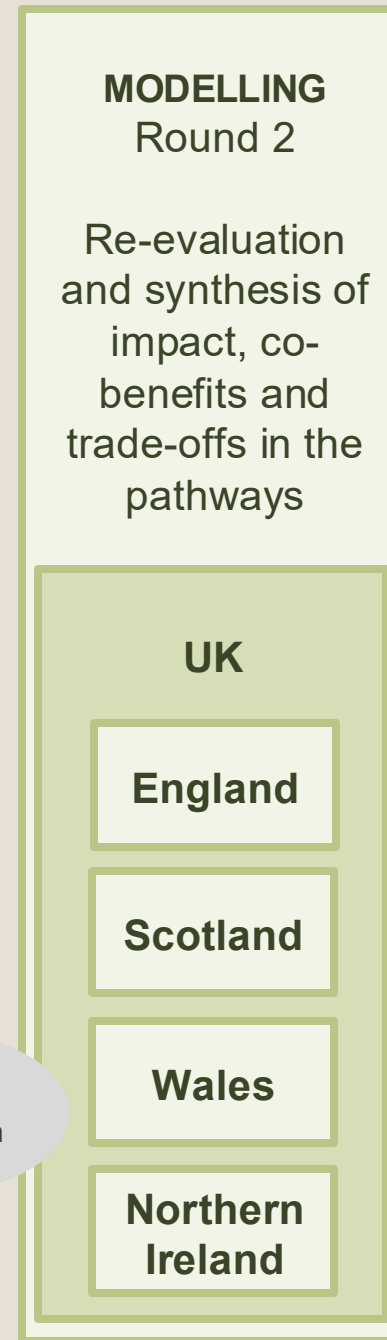 MODELLING
Round 2
Re-evaluation
and synthesis of
impact, co-
benefits and
trade-offs in the
pathways
UK
England
Scotland
Wales
Northern
Ireland